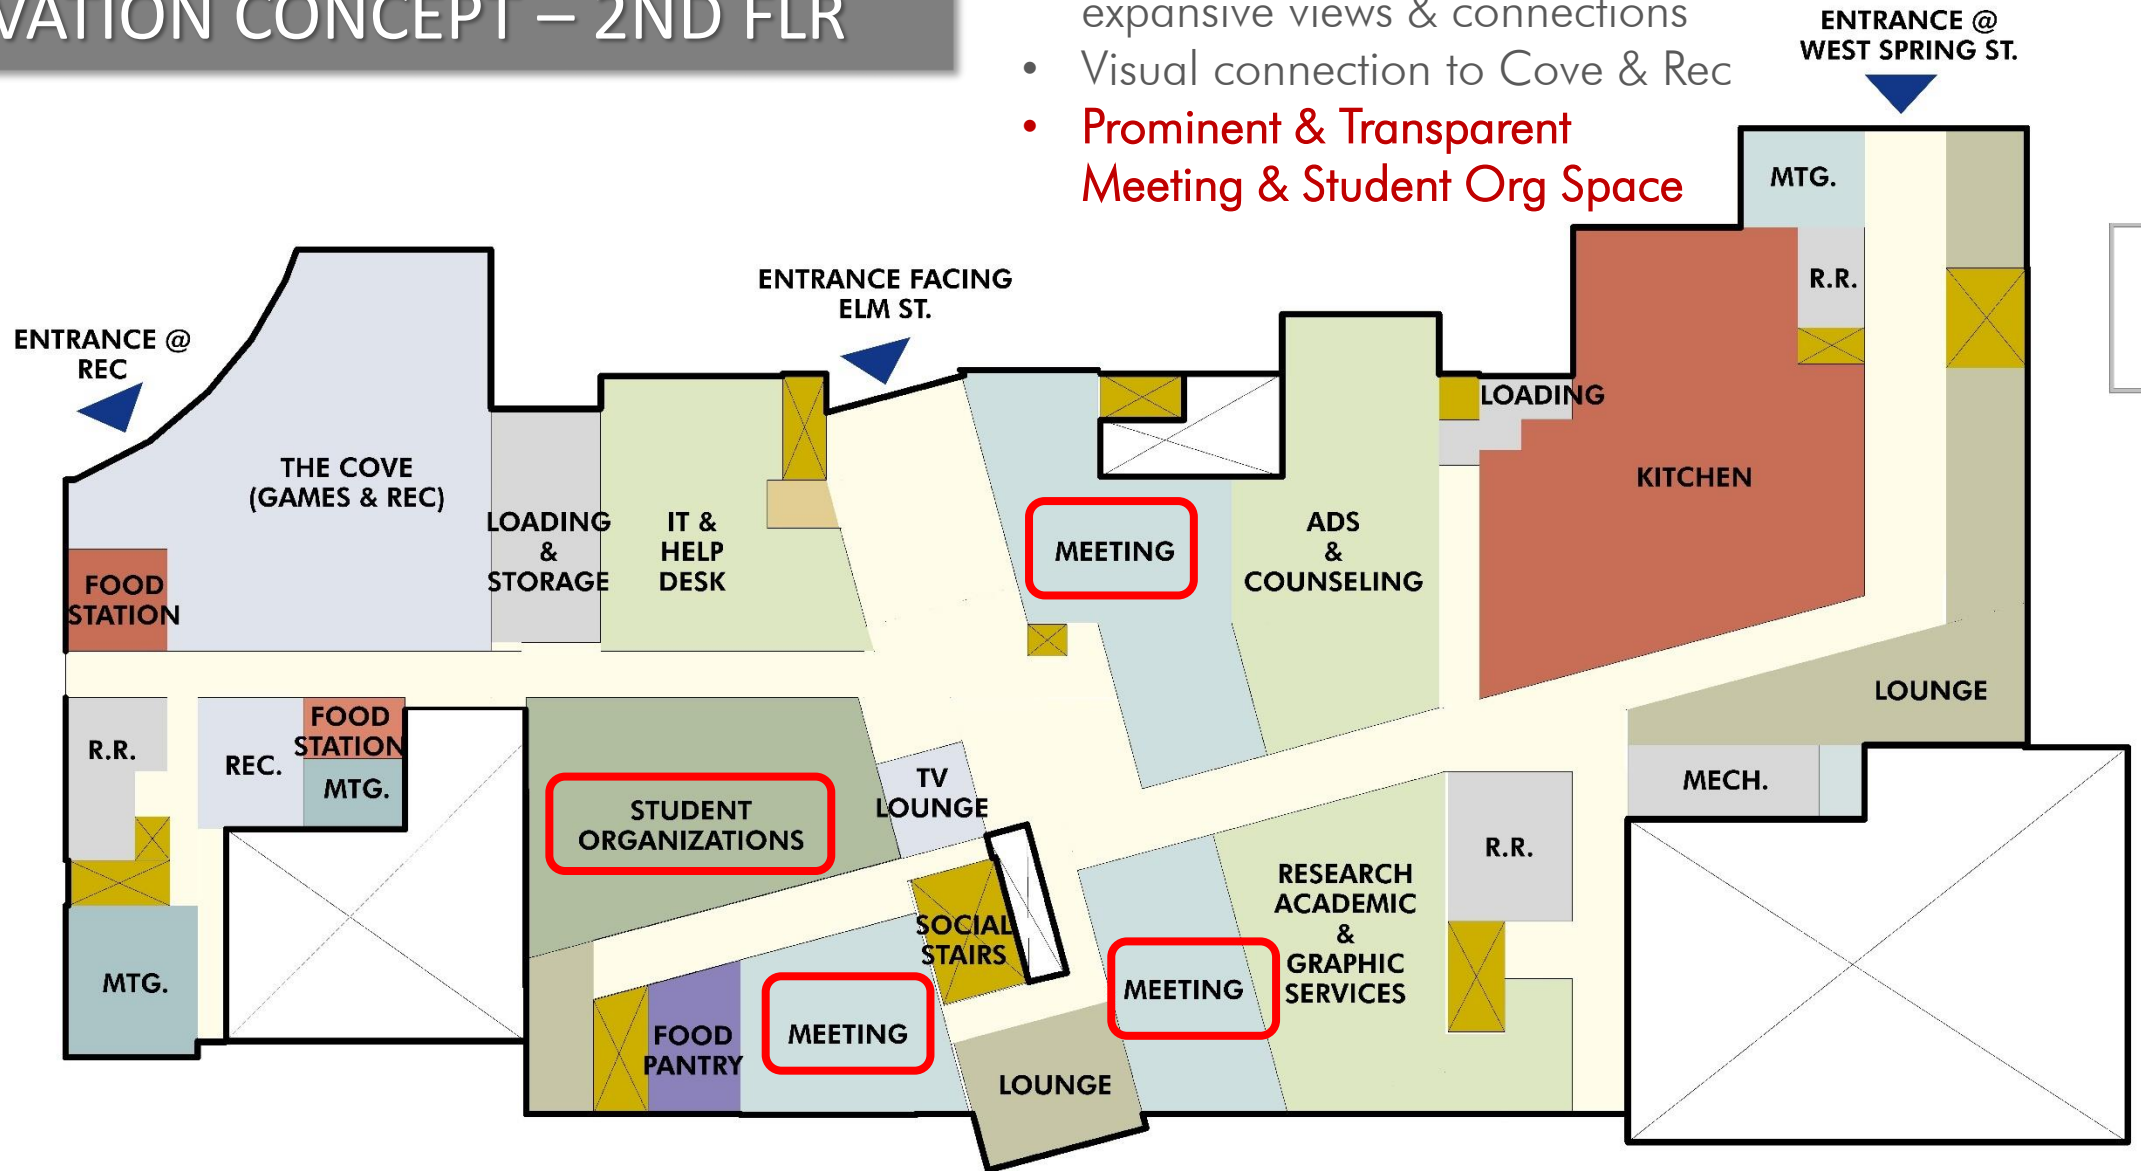 VATION CONCEPT – 2ND FLR
expansive views & connections
• Visual connection to Cove & Rec
• Prominent & Transparent
Meeting & Student Org Space
ENTRANCE @
WEST SPRING ST.
MTG.
R.R.
ENTRANCE FACING
ELM ST.
ENTRANCE @
REC
THE COVE
(GAMES & REC)
LOADING
&
STORAGE
IT &
HELP
DESK
MEETING
ADS
&
COUNSELING
LOADING
KITCHEN
FOOD
STATION
R.R.
REC.
FOOD
STATION
MTG.
STUDENT
ORGANIZATIONS
TV
LOUNGE
LOUNGE
MECH.
R.R.
RESEARCH
ACADEMIC
&
GRAPHIC
SERVICES
SOCIAL
STAIRS
MTG.
FOOD
PANTRY
MEETING
MEETING
LOUNGE